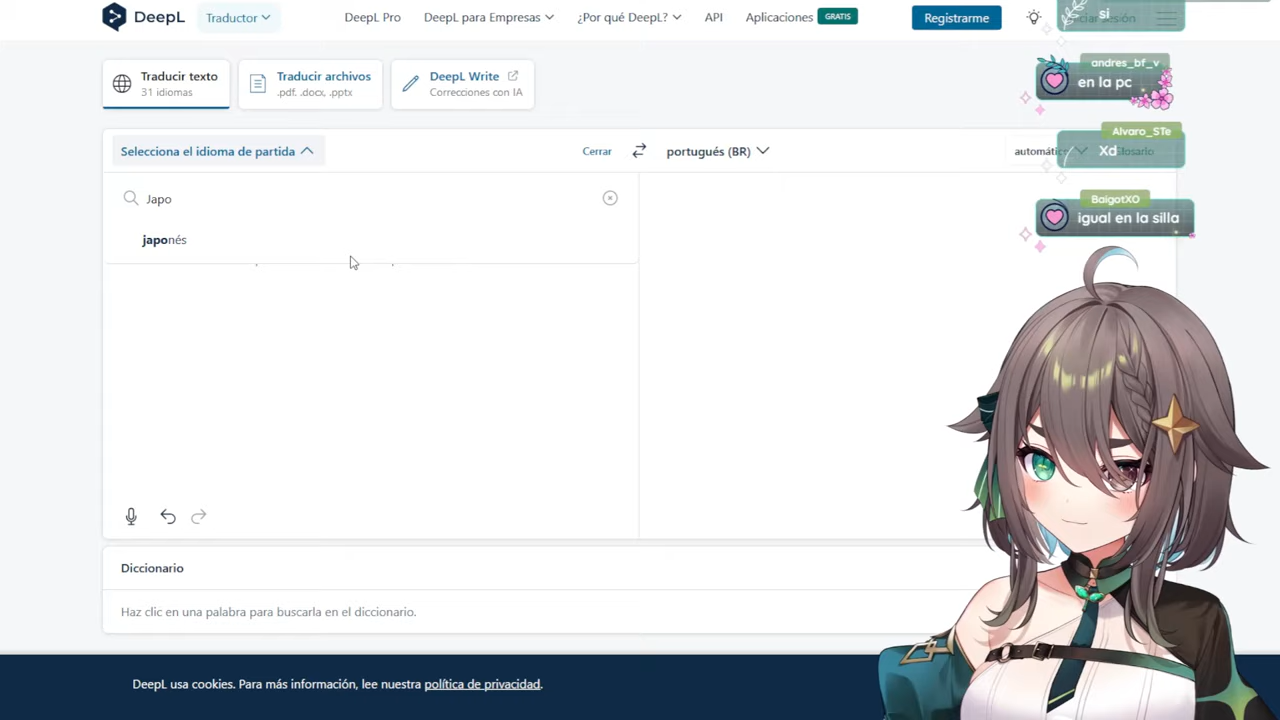 DeepL
Traductor
DeepL Pro
DeepL para Empresas
¿Por qué DeepL?
API
Aplicaciones
GRATIS
Registrarme
sesión
si
Traducir texto
31 idiomas
Traducir archivos
.pdf, .docx, .pptx
DeepL Write
Correcciones con IA
andres_bf_v
en la pc
Selecciona el idioma de partida
Cerrar
portugués (BR)
Alvaro_STe
Xd
Glosario
Japo
japonés
BaigotXO
igual en la silla
Diccionario
Haz clic en una palabra para buscarla en el diccionario.
DeepL usa cookies. Para más información, lee nuestra política de privacidad.